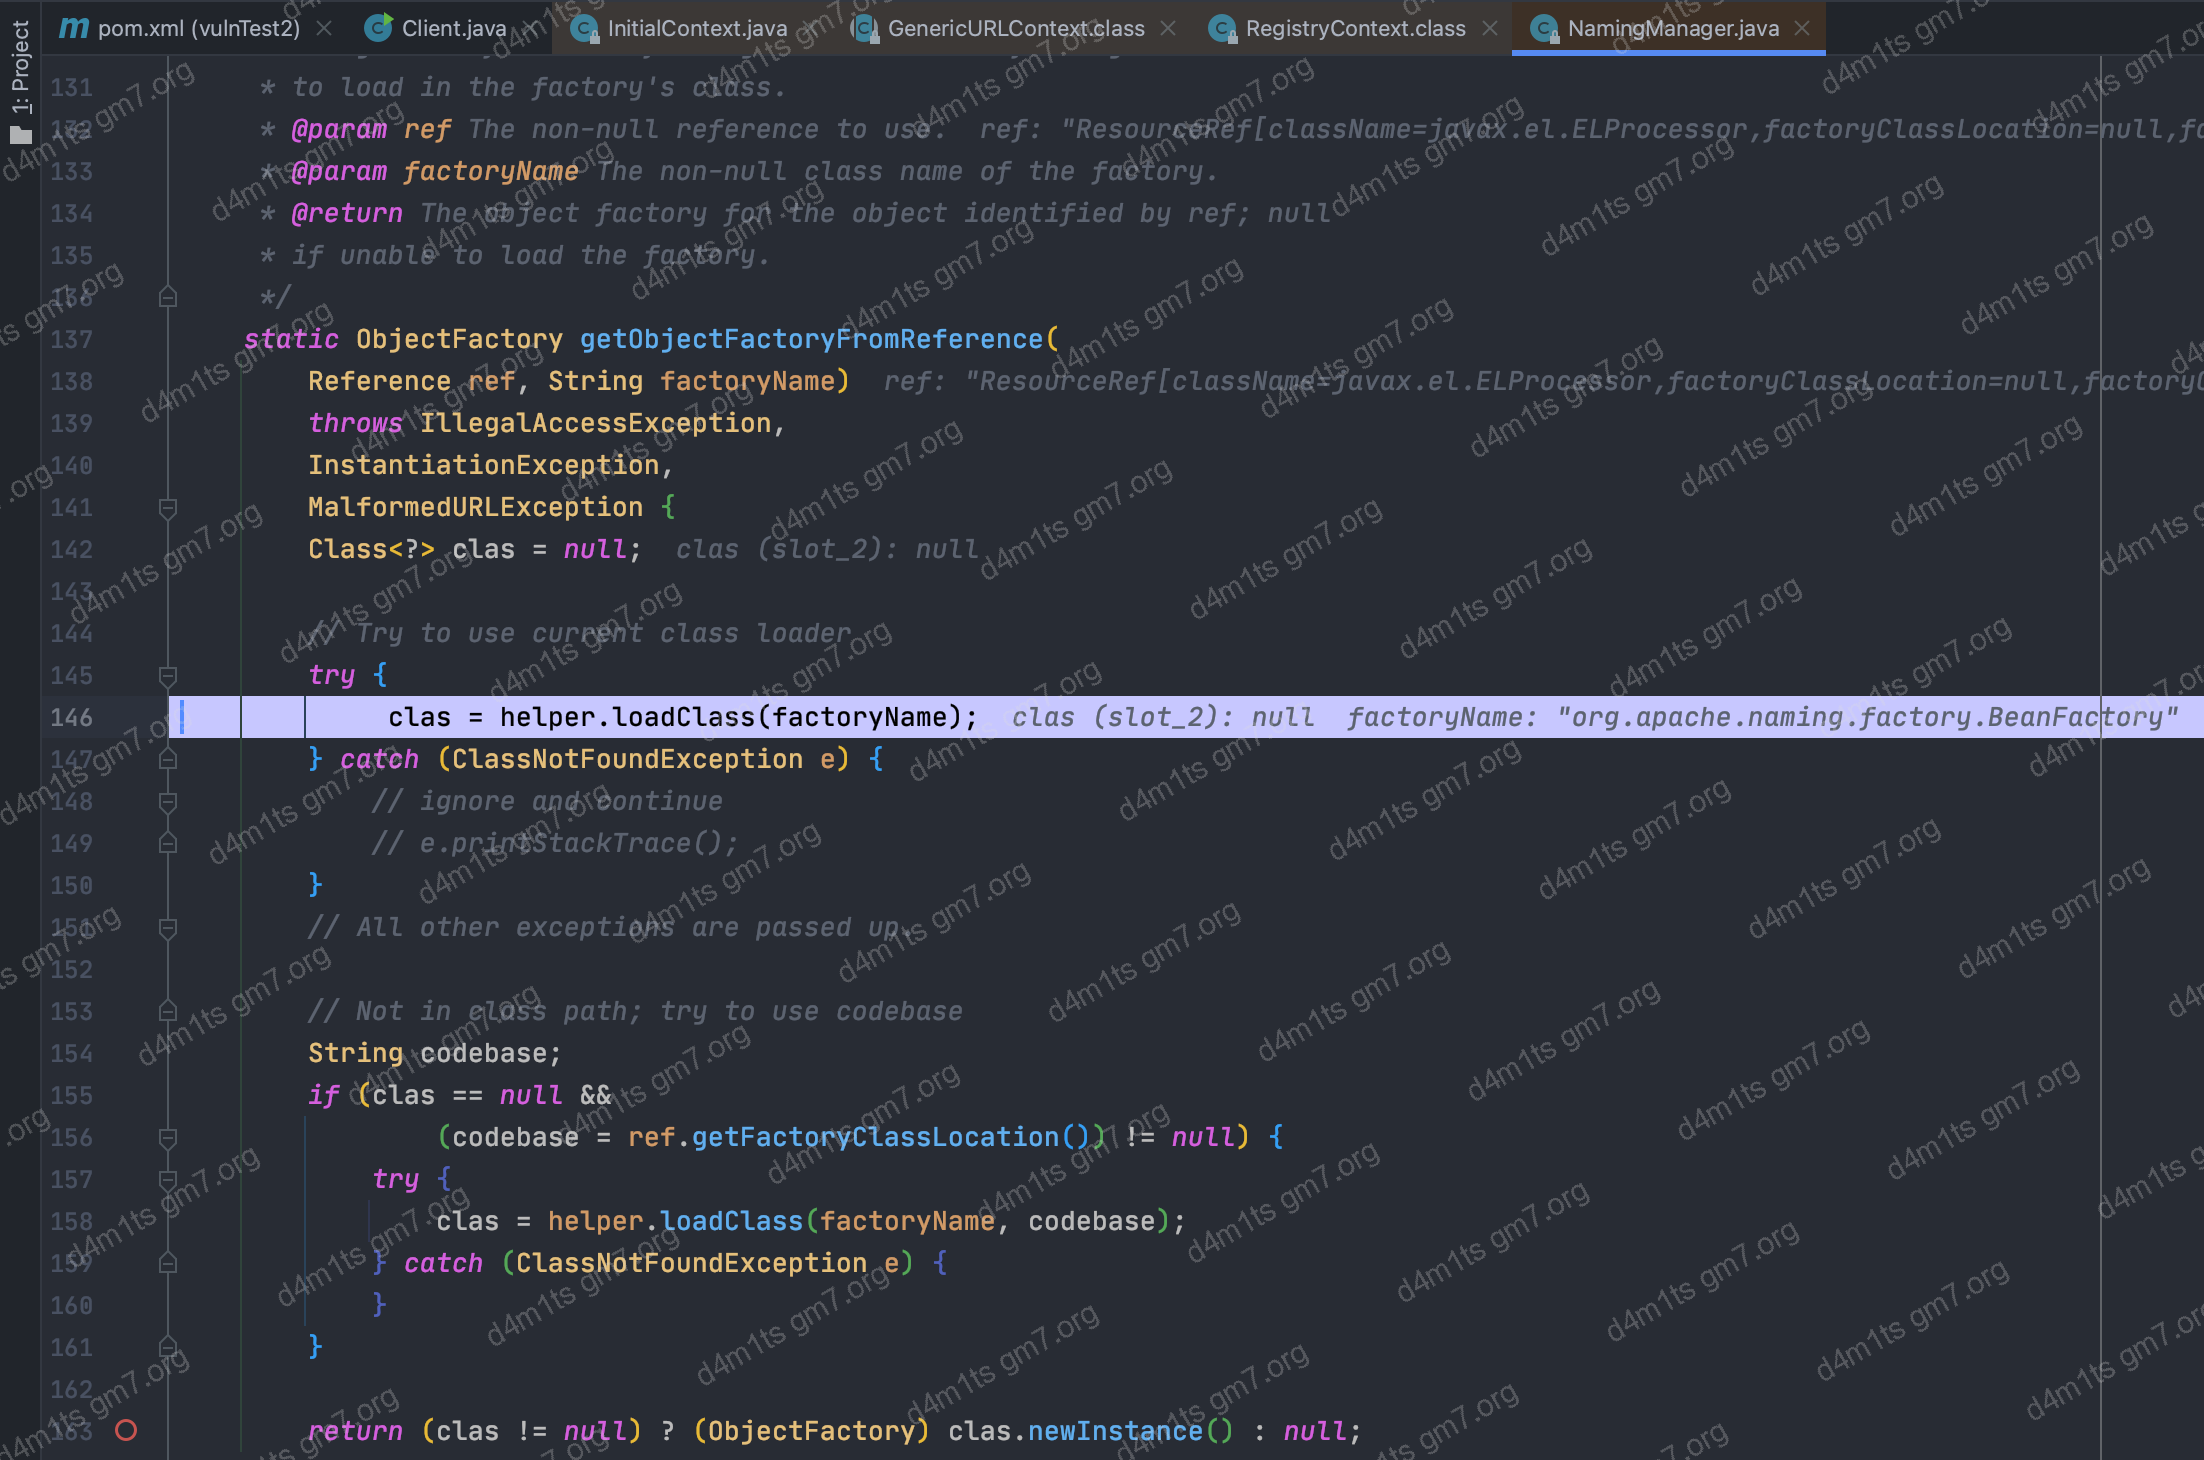 1: Project
m pom.xml (vulnTest2) Client.java InitialContext.java GenericURLContext.class RegistryContext.class NamingManager.java
131 * to load in the factory's class.
132 * @param ref The non-null reference to use. ref: "ResourceRef[className=javax.el.ELProcessor,factoryClassLocation=null,fa
133 * @param factoryName The non-null class name of the factory.
134 * @return The object factory for the object identified by ref; null
135 * if unable to load the factory.
136 */
137 static ObjectFactory getObjectFactoryFromReference(
138 Reference ref, String factoryName) ref: "ResourceRef[className=javax.el.ELProcessor,factoryClassLocation=null,factoryC
139 throws IllegalAccessException,
140 InstantiationException,
141 MalformedURLException {
142 Class<?> clas = null; clas (slot_2): null
143
144 // Try to use current class loader
145 try {
146 clas = helper.loadClass(factoryName); clas (slot_2): null factoryName: "org.apache.naming.factory.BeanFactory"
147 } catch (ClassNotFoundException e) {
148 // ignore and continue
149 // e.printStackTrace();
150 }
151 // All other exceptions are passed up.
152
153 // Not in class path; try to use codebase
154 String codebase;
155 if (clas == null &&
156 (codebase = ref.getFactoryClassLocation()) != null) {
157 try {
158 clas = helper.loadClass(factoryName, codebase);
159 } catch (ClassNotFoundException e) {
160 }
161 }
162
163 return (clas != null) ? (ObjectFactory) clas.newInstance() : null;
d4m1ts gm7.org